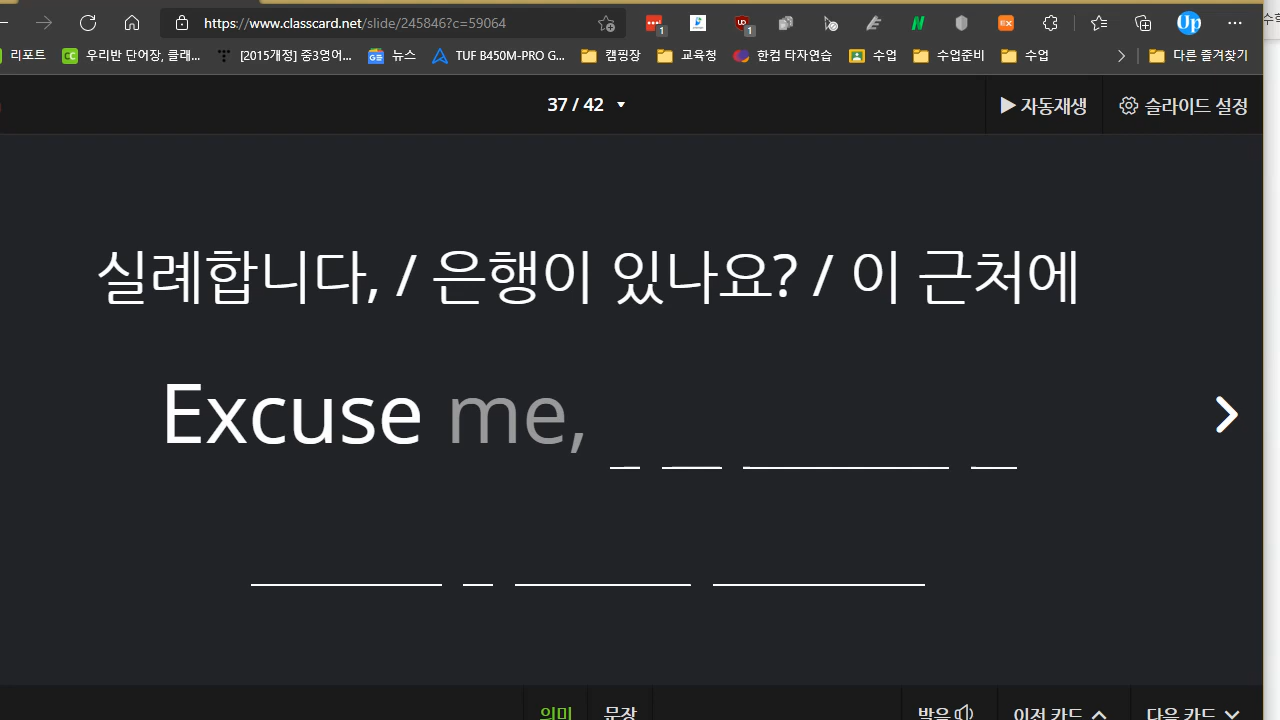 https://www.classcard.net/slide/245846?c=59064
리포트 우리반 단어장, 클래... [2015개정] 중3영어... 뉴스 TUF B450M-PRO G... 캠핑장 교육청 한컴 타자연습 수업 수업준비 수업 다른 즐겨찾기
37 / 42 자동재생 슬라이드 설정
실례합니다, / 은행이 있나요? / 이 근처에
Excuse me,
의미 문장 발음 이전 카드 다음 카드